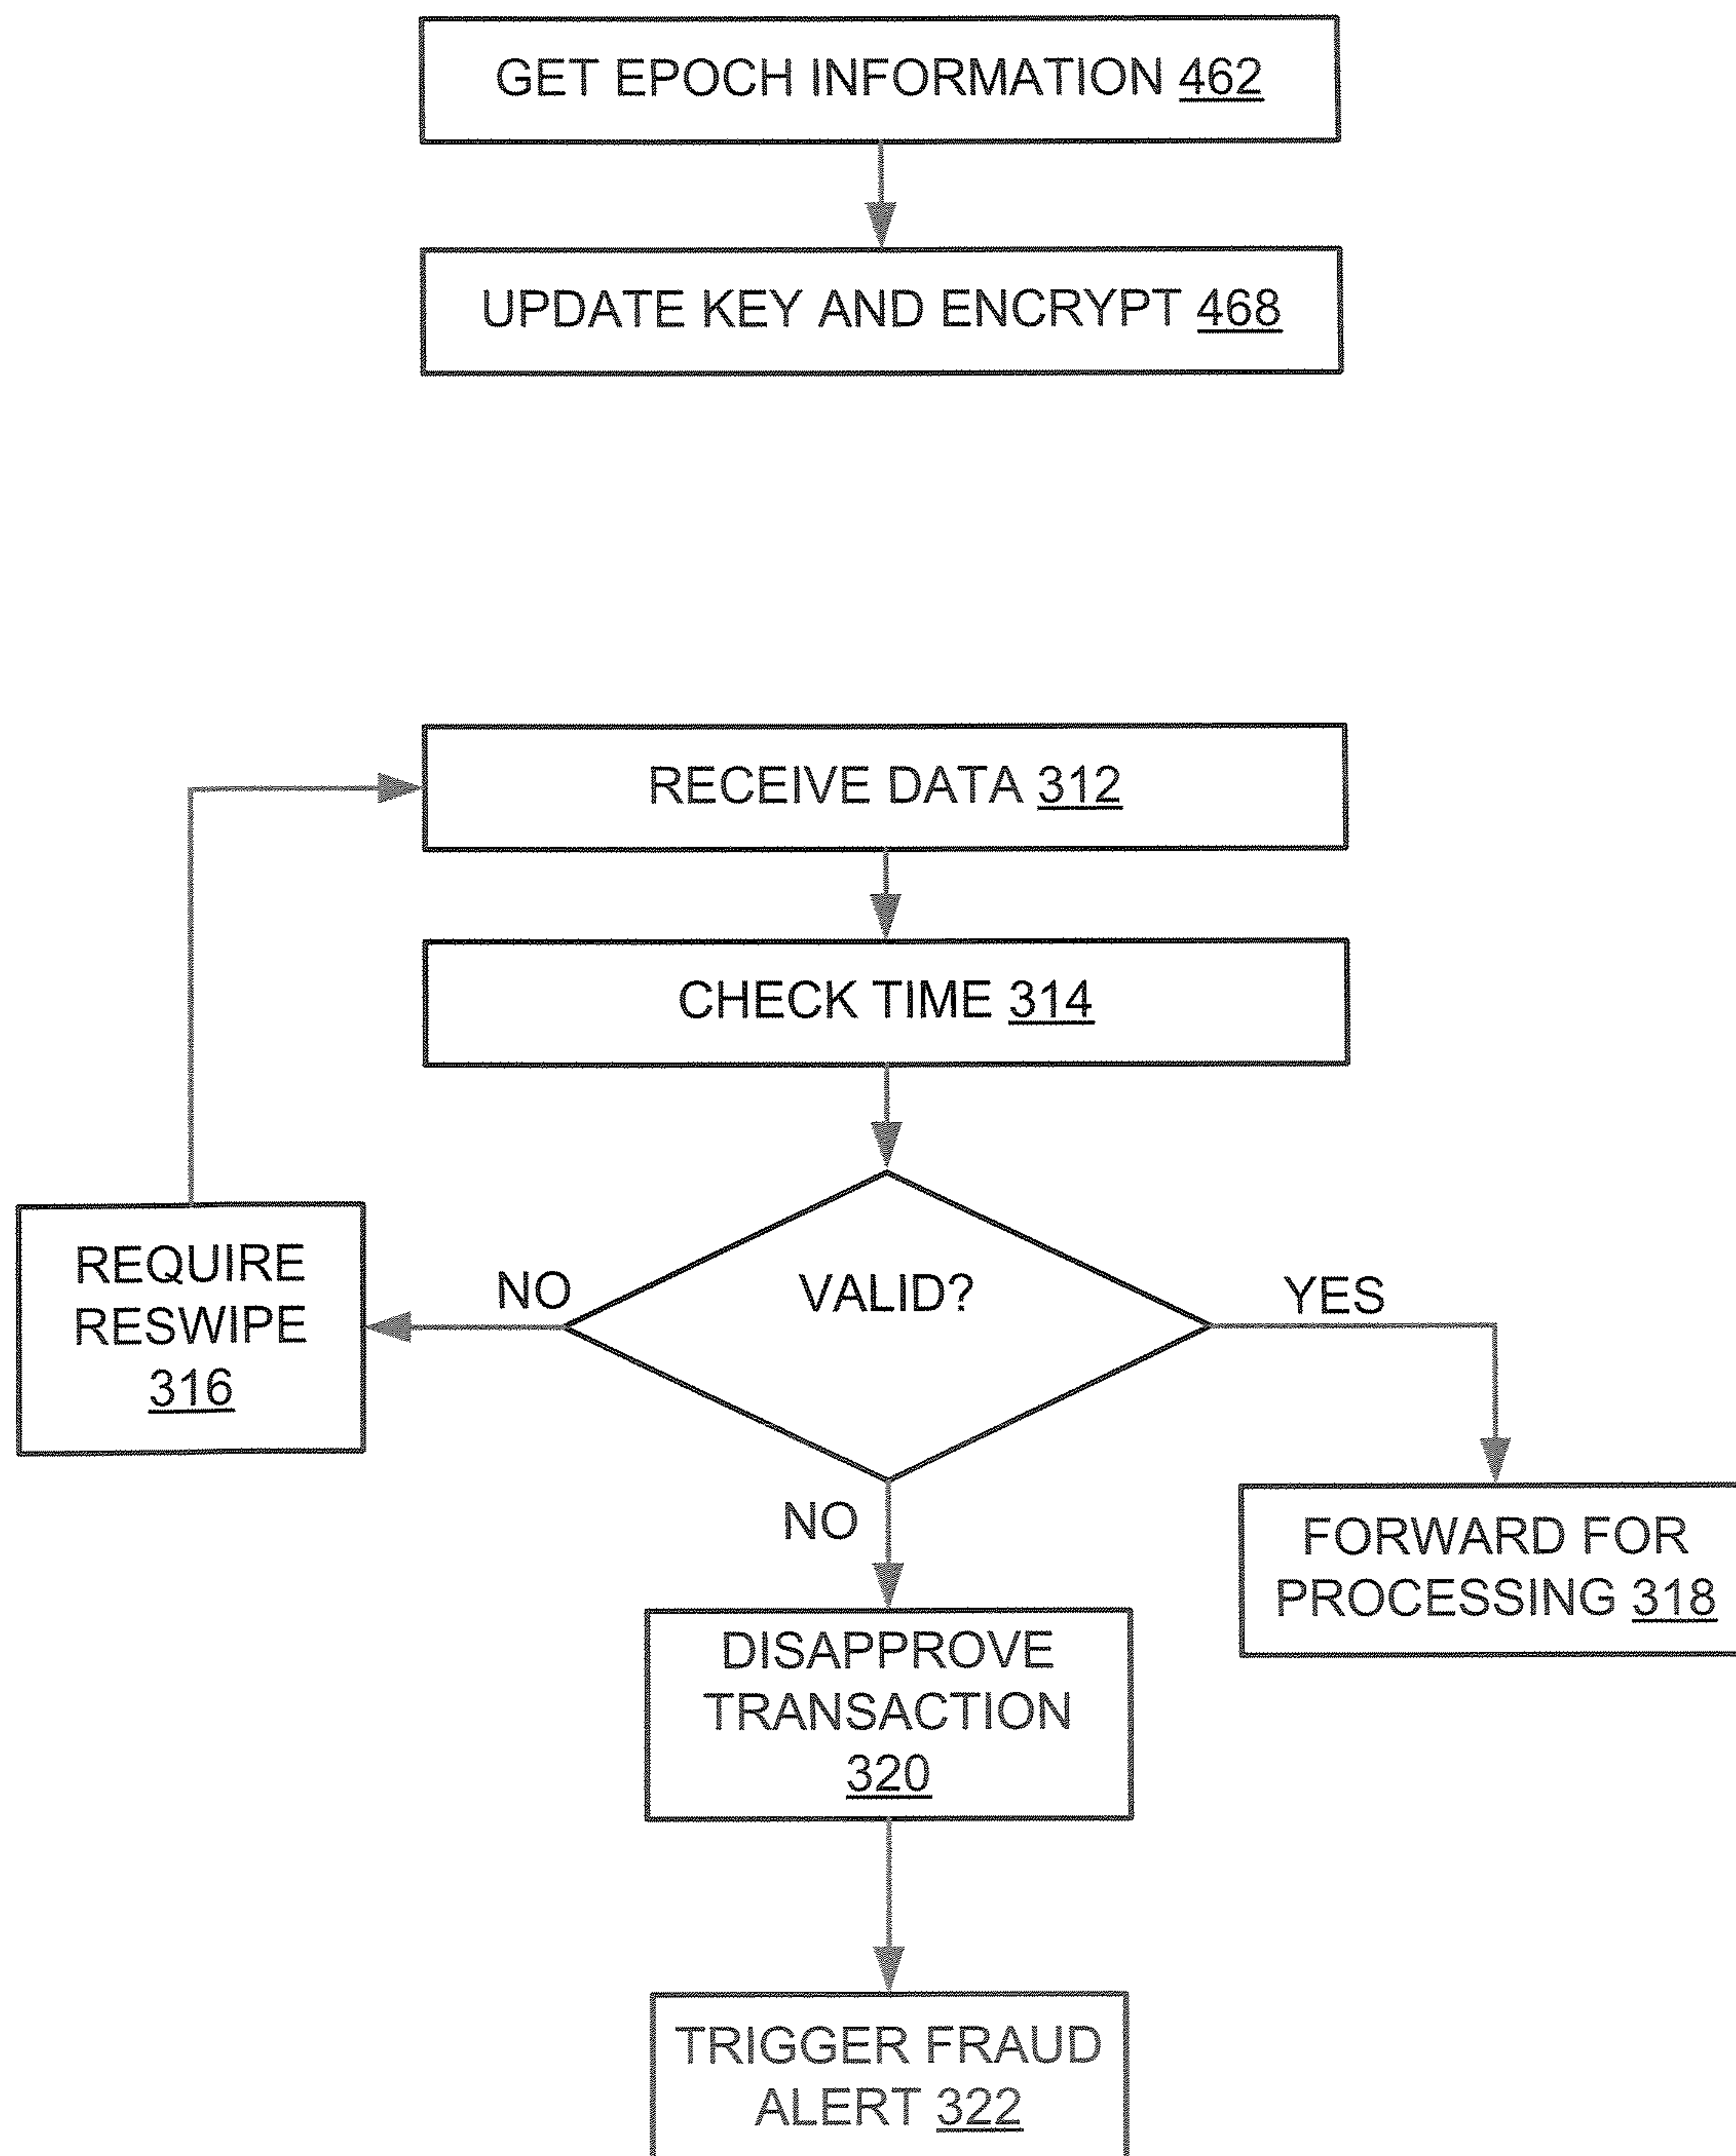 GET EPOCH INFORMATION 462
UPDATE KEY AND ENCRYPT 468
RECEIVE DATA 312
CHECK TIME 314
VALID?
NO
REQUIRE
RESWIPE
316
YES
FORWARD FOR
PROCESSING 318
NO
DISAPPROVE
TRANSACTION
320
TRIGGER FRAUD
ALERT 322